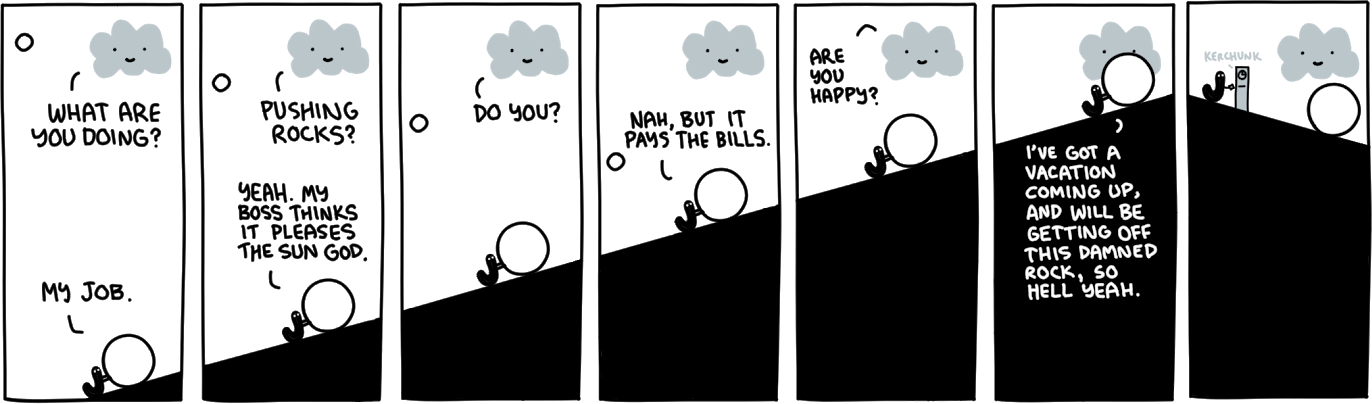 WHAT ARE
YOU DOING?
MY JOB.
PUSHING
ROCKS?
YEAH. MY
BOSS THINKS
IT PLEASES
THE SUN GOD.
DO YOU?
NAH, BUT IT
PAYS THE BILLS.
ARE
YOU
HAPPY?
I'VE GOT A
VACATION
COMING UP,
AND WILL BE
GETTING OFF
THIS DAMNED
ROCK, SO
HELL YEAH.
KERCHUNK